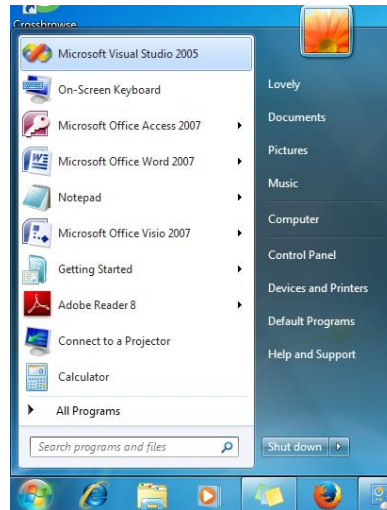 Crossbrowse
Microsoft Visual Studio 2005
On-Screen Keyboard
Microsoft Office Access 2007
Microsoft Office Word 2007
Notepad
Microsoft Office Visio 2007
Getting Started
Adobe Reader 8
Connect to a Projector
Calculator
All Programs
Search programs and files
Lovely
Documents
Pictures
Music
Computer
Control Panel
Devices and Printers
Default Programs
Help and Support
Shut down